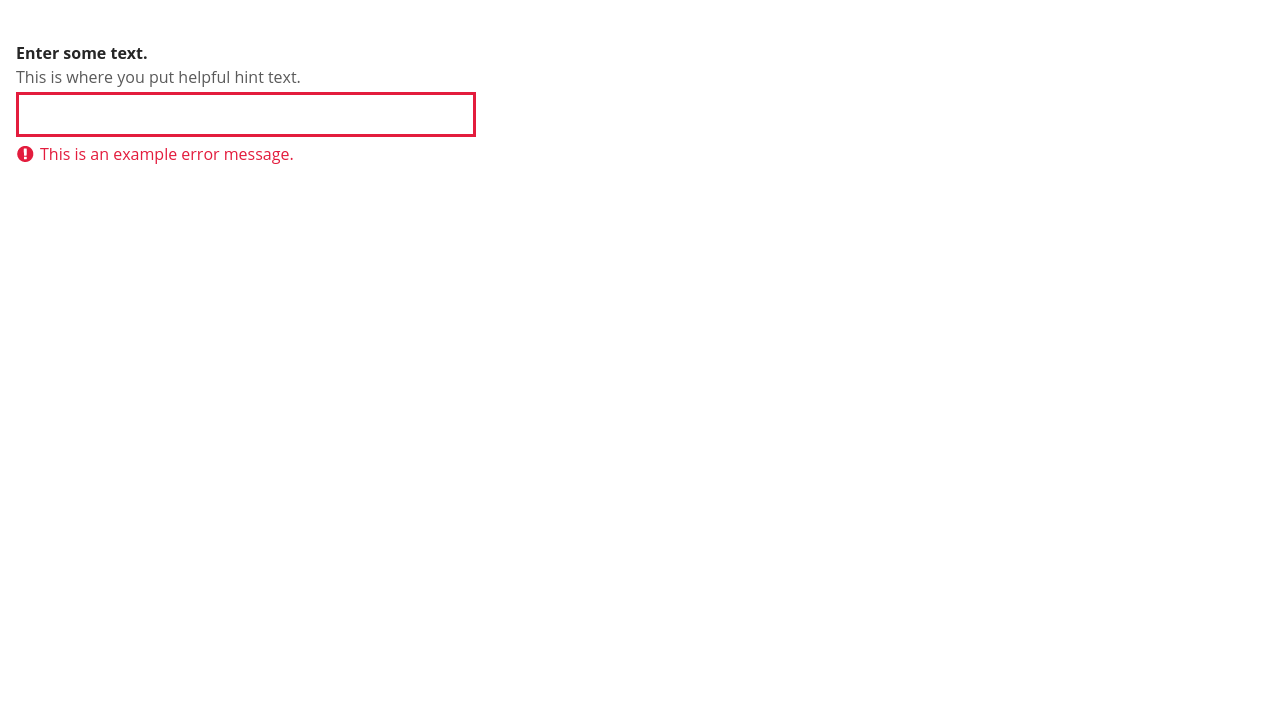 Enter some text.
This is where you put helpful hint text.
This is an example error message.